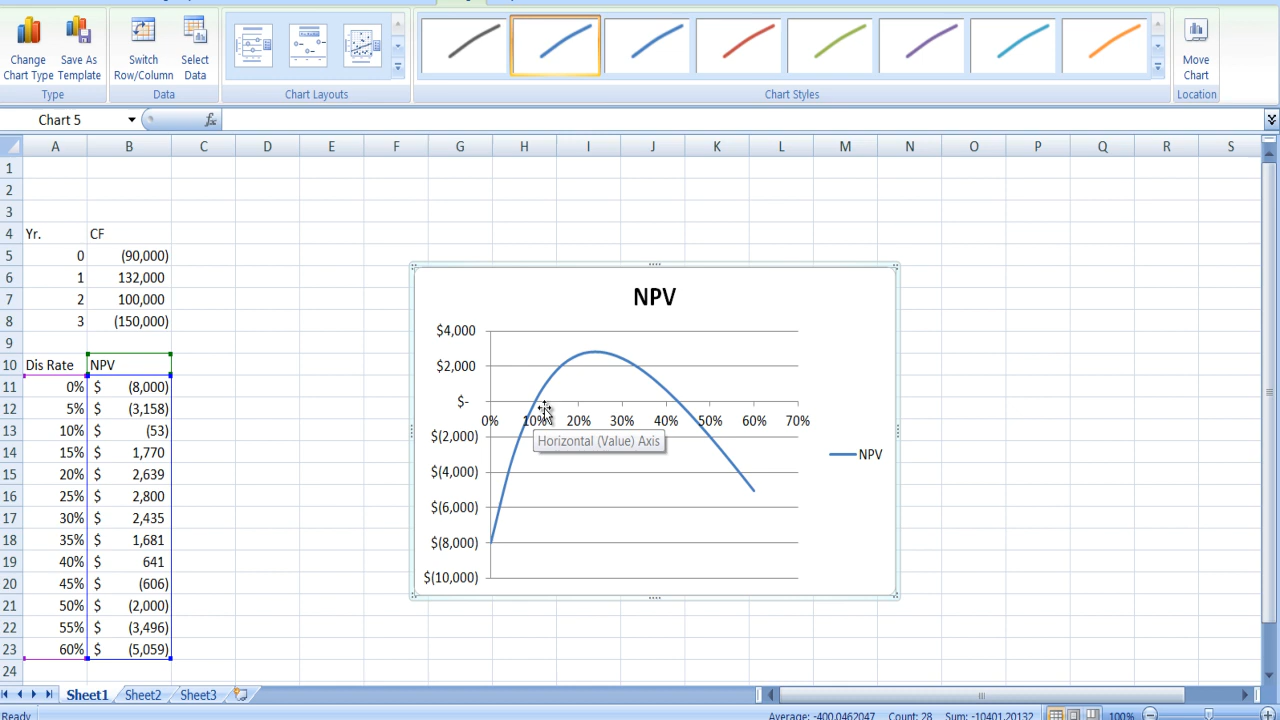 Change Chart Type
Save As Template
Switch Row/Column
Select Data
Move Chart
Type
Data
Chart Layouts
Chart Styles
Location
Chart 5
fx
A B C D E F G H I J K L M N O P Q R S
1
2
3
4 Yr. CF
5 0 (90,000)
6 1 132,000
7 2 100,000
8 3 (150,000)
9
10 Dis Rate NPV
11 0% $ (8,000)
12 5% $ (3,158)
13 10% $ (53)
14 15% $ 1,770
15 20% $ 2,639
16 25% $ 2,800
17 30% $ 2,435
18 35% $ 1,681
19 40% $ 641
20 45% $ (606)
21 50% $ (2,000)
22 55% $ (3,496)
23 60% $ (5,059)
24
NPV
$4,000
$2,000
$-
0% 10% 20% 30% 40% 50% 60% 70%
$(2,000)
Horizontal (Value) Axis
NPV
$(4,000)
$(6,000)
$(8,000)
$(10,000)
Sheet1 Sheet2 Sheet3
Ready Average: -400.0462047 Count: 28 Sum: -10401.20132 100%